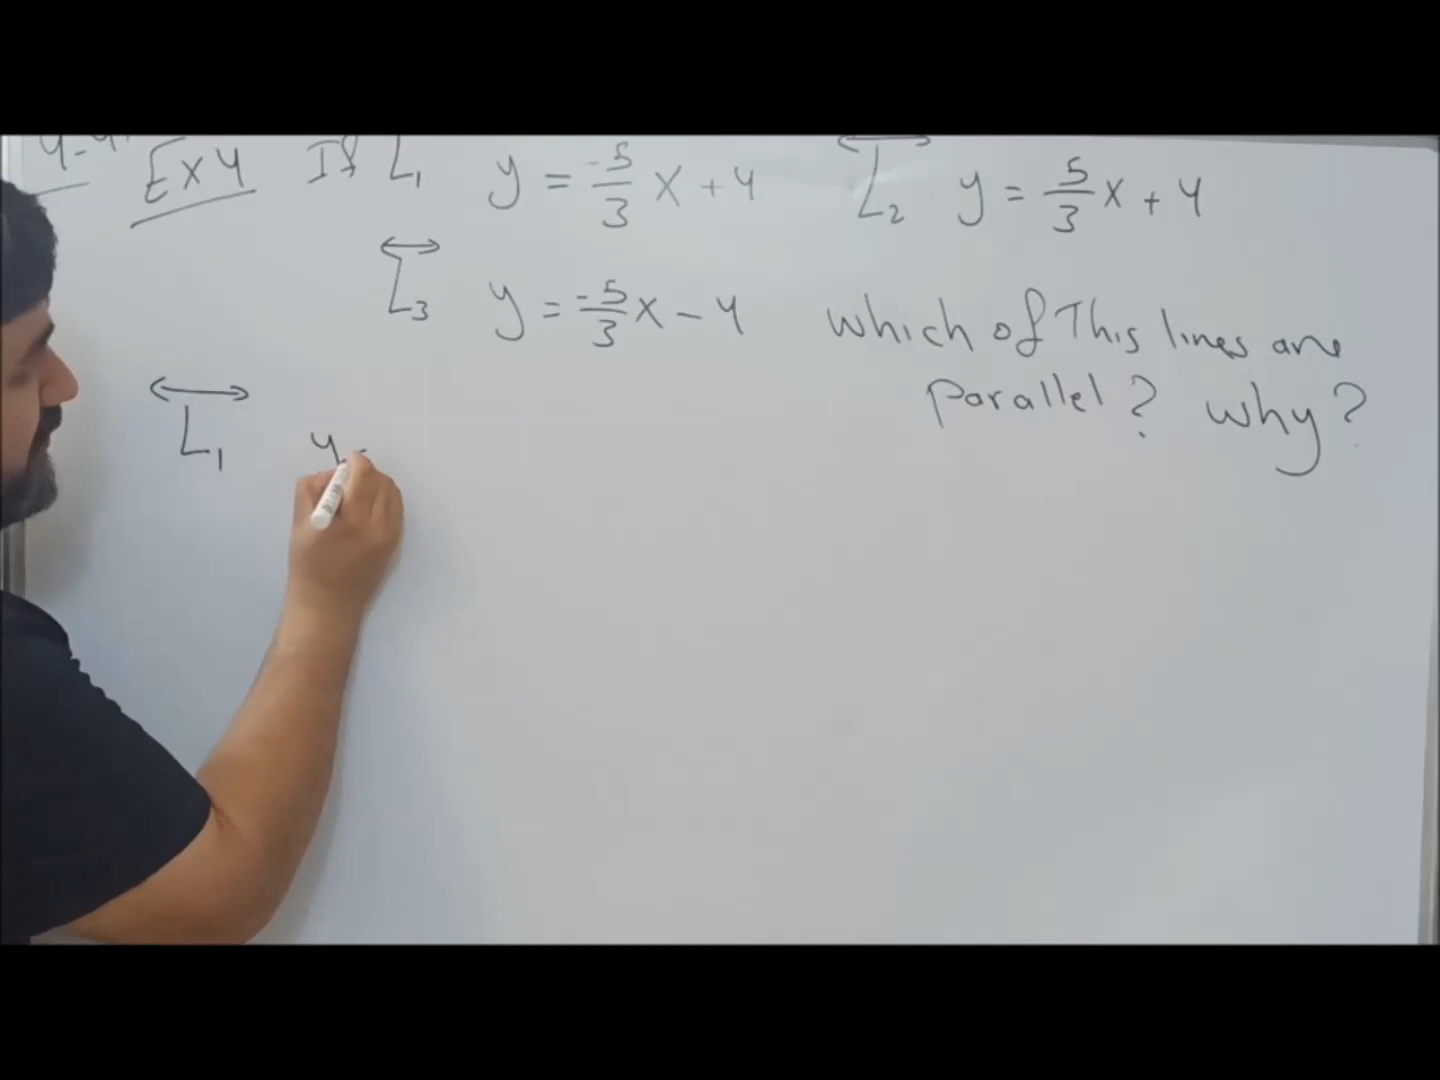 Ex 4 If L₁ y = -5/3 x + 4 L₂ y = 5/3 x + 4
L₃ y = -5/3 x - 4 which of This lines are
parallel? why?
L₁ y